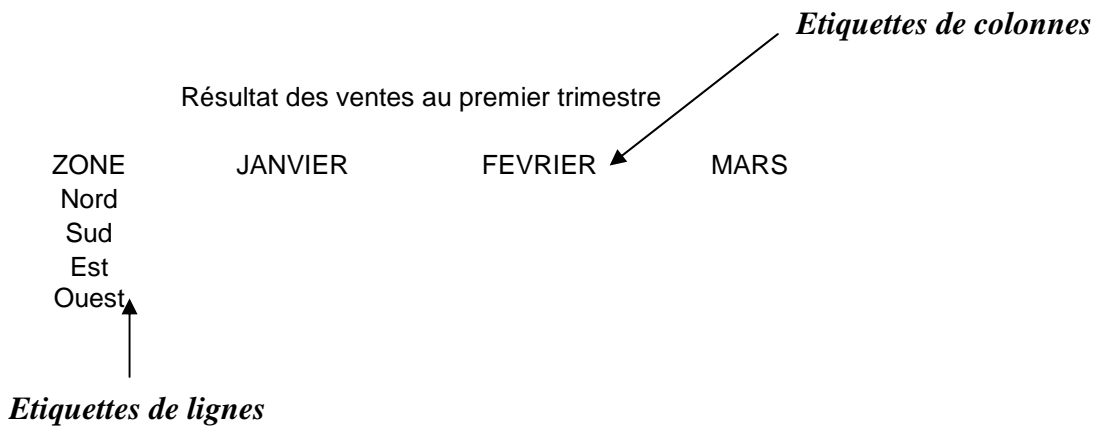 Etiquettes de colonnes
Résultat des ventes au premier trimestre
ZONE JANVIER FEVRIER MARS
Nord
Sud
Est
Ouest
Etiquettes de lignes